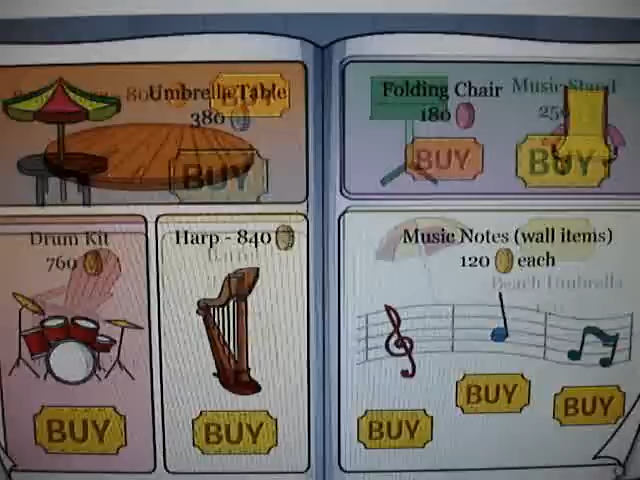 Umbrella Table
380
BUY
Folding Chair
180
BUY
Music Stand
BUY
Drum Kit
760
BUY
Harp - 840
BUY
Music Notes (wall items)
120 each
Beach Umbrella
BUY
BUY
BUY